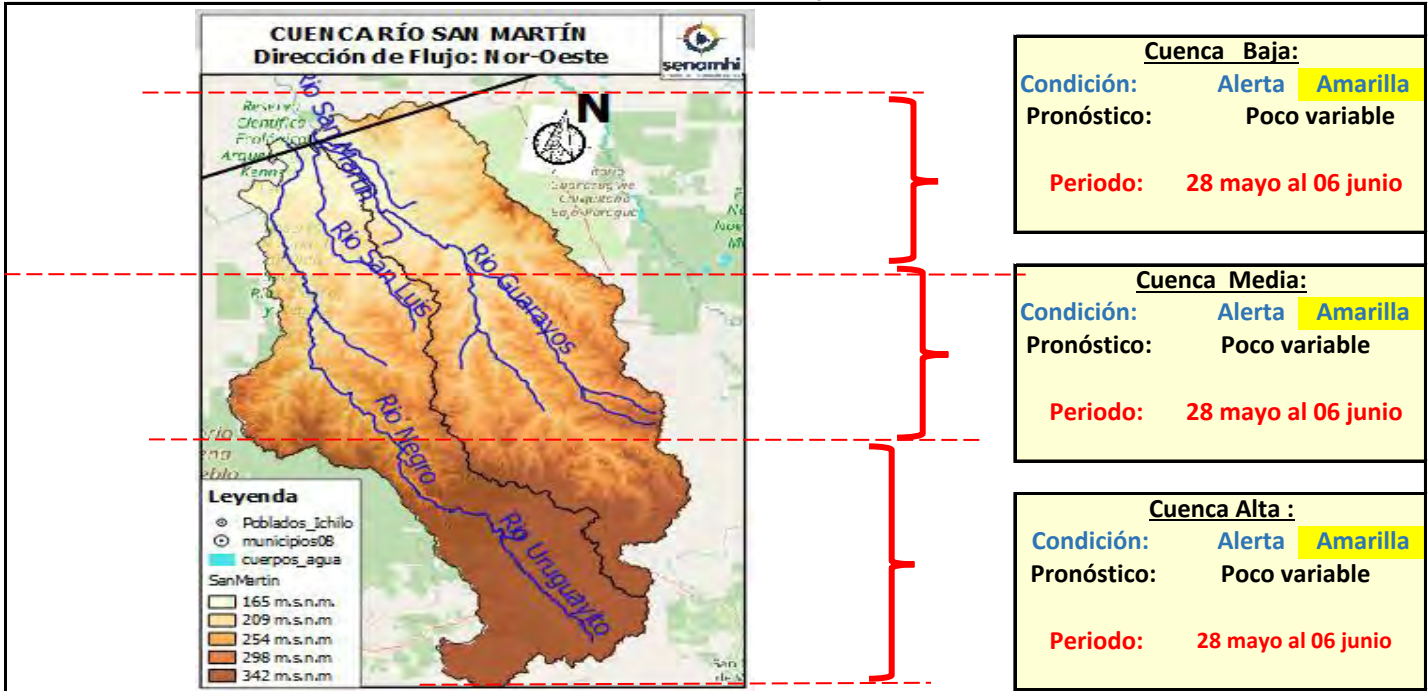 CUENCA RÍO SAN MARTÍN
Dirección de Flujo: Nor-Oeste
senamhi
N
Río San Martín
Río San Luis
Río Guarayos
Río Negro
Río Uruguayito
Leyenda
Poblados_Ichilo
municipios08
cuerpos_agua
SanMartin
165 m.s.n.m.
209 m.s.n.m
254 m.s.n.m
298 m.s.n.m
342 m.s.n.m
Cuenca Baja:
Condición: Alerta Amarilla
Pronóstico: Poco variable
Periodo: 28 mayo al 06 junio
Cuenca Media:
Condición: Alerta Amarilla
Pronóstico: Poco variable
Periodo: 28 mayo al 06 junio
Cuenca Alta :
Condición: Alerta Amarilla
Pronóstico: Poco variable
Periodo: 28 mayo al 06 junio